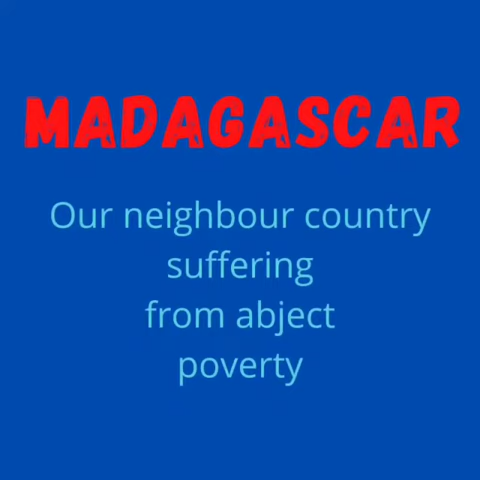 MADAGASCAR
Our neighbour country
suffering
from abject
poverty